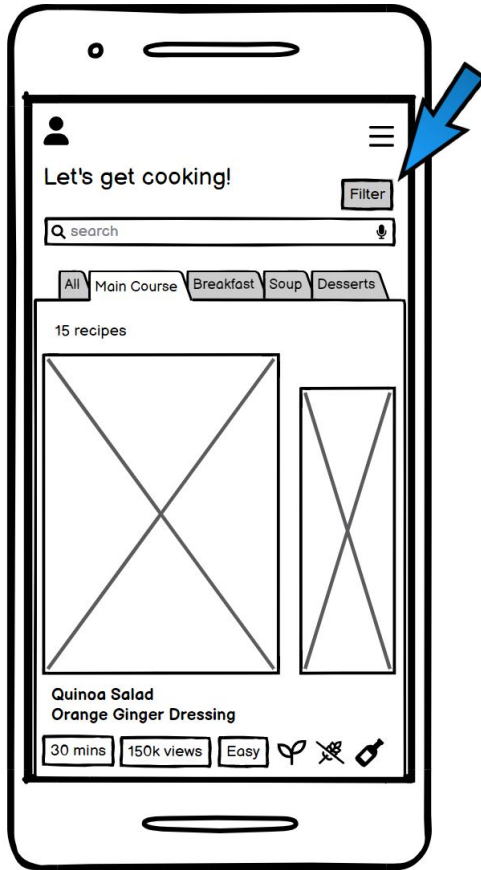 Let's get cooking!
Filter
search
All Main Course Breakfast Soup Desserts
15 recipes
Quinoa Salad
Orange Ginger Dressing
30 mins 150k views Easy